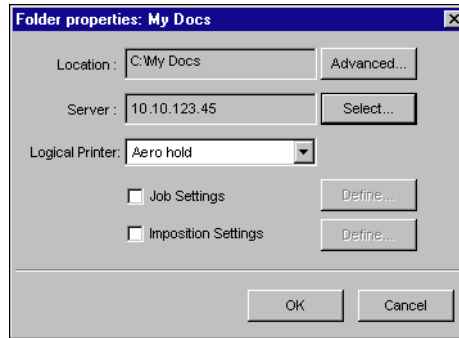 Folder properties: My Docs
Location : C:\My Docs Advanced...
Server : 10.10.123.45 Select...
Logical Printer: Aero hold
Job Settings Define...
Imposition Settings Define...
OK Cancel